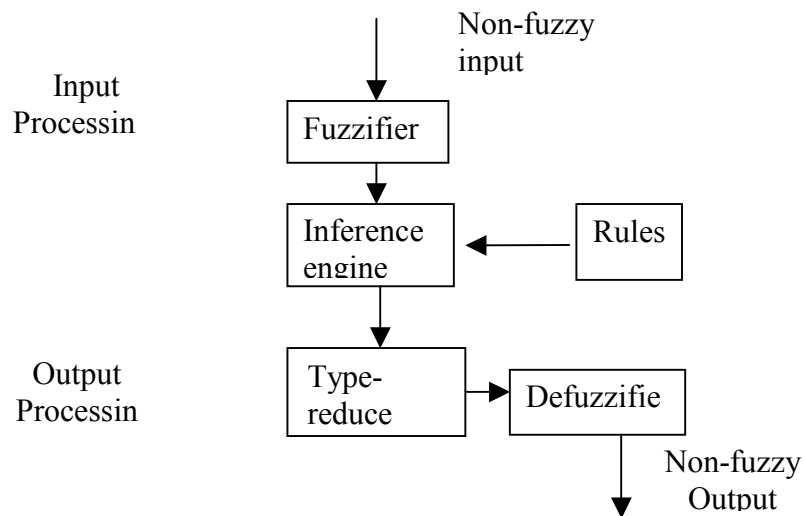 Non-fuzzy
input
Input
Processin
Fuzzifier
Inference
engine
Rules
Output
Processin
Type-
reduce
Defuzzifie
Non-fuzzy
Output